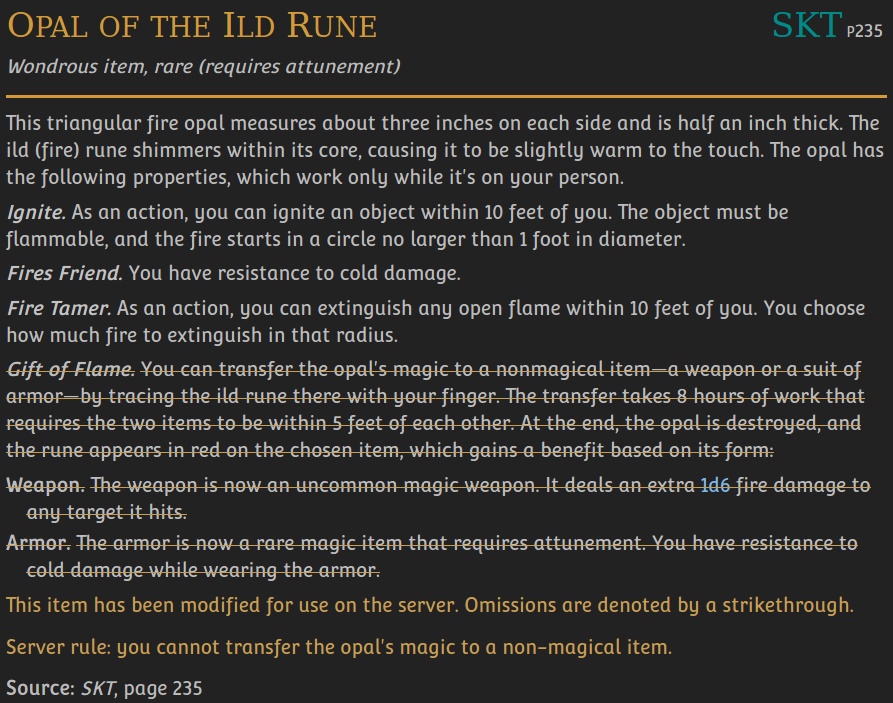 OPAL OF THE ILD RUNE SKT P235
Wondrous item, rare (requires attunement)
This triangular fire opal measures about three inches on each side and is half an inch thick. The
ild (fire) rune shimmers within its core, causing it to be slightly warm to the touch. The opal has
the following properties, which work only while it's on your person.
Ignite. As an action, you can ignite an object within 10 feet of you. The object must be
flammable, and the fire starts in a circle no larger than 1 foot in diameter.
Fires Friend. You have resistance to cold damage.
Fire Tamer. As an action, you can extinguish any open flame within 10 feet of you. You choose
how much fire to extinguish in that radius.
Gift of Flame. You can transfer the opal's magic to a nonmagical item—a weapon or a suit of
armor—by tracing the ild rune there with your finger. The transfer takes 8 hours of work that
requires the two items to be within 5 feet of each other. At the end, the opal is destroyed, and
the rune appears in red on the chosen item, which gains a benefit based on its form:
Weapon. The weapon is now an uncommon magic weapon. It deals an extra 1d6 fire damage to
any target it hits.
Armor. The armor is now a rare magic item that requires attunement. You have resistance to
cold damage while wearing the armor.
This item has been modified for use on the server. Omissions are denoted by a strikethrough.
Server rule: you cannot transfer the opal's magic to a non-magical item.
Source: SKT, page 235